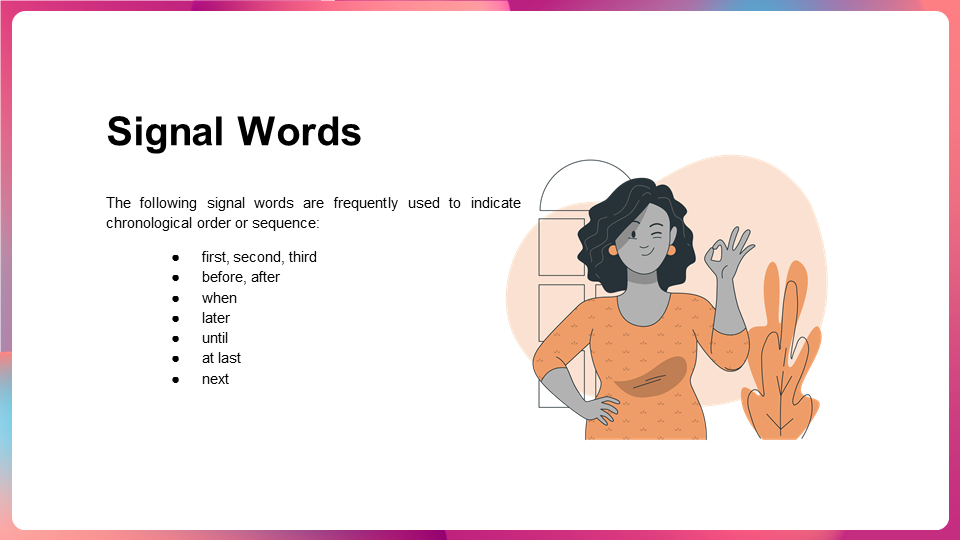 Signal Words
The following signal words are frequently used to indicate
chronological order or sequence:
● first, second, third
● before, after
● when
● later
● until
● at last
● next